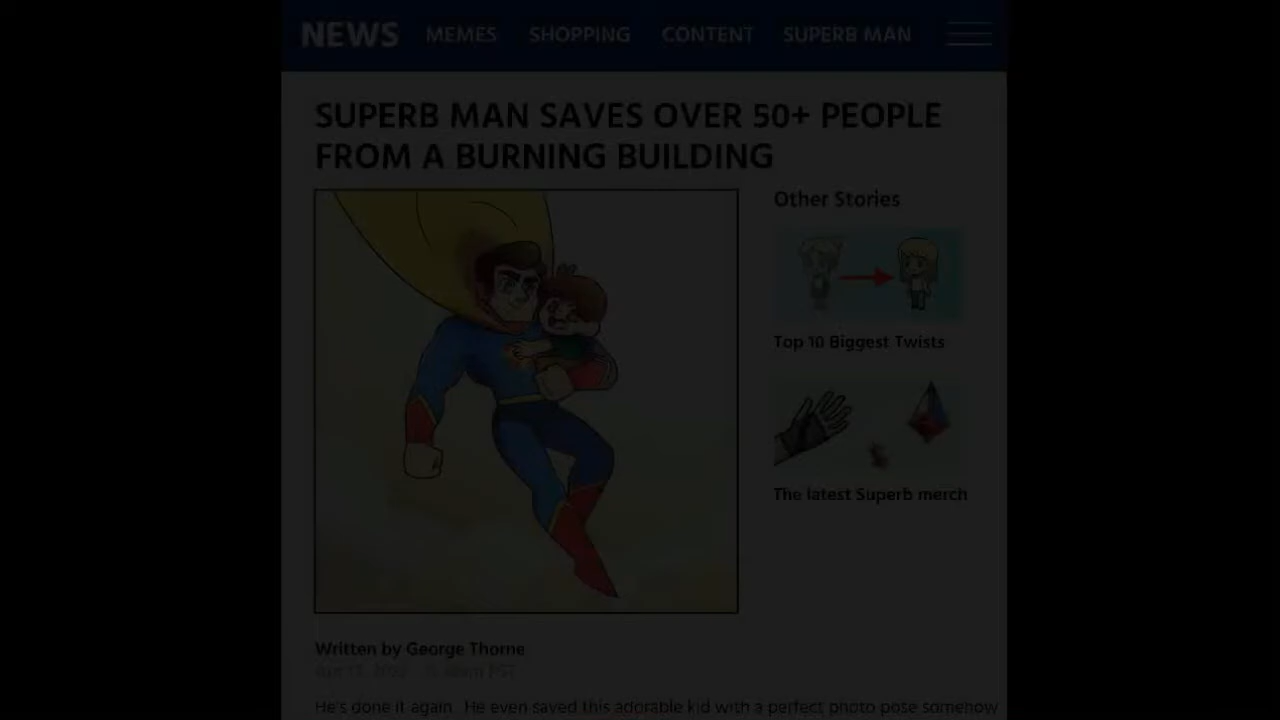 NEWS MEMES SHOPPING CONTENT SUPERB MAN
SUPERB MAN SAVES OVER 50+ PEOPLE
FROM A BURNING BUILDING
Other Stories
Top 10 Biggest Twists
The latest Superb merch
Written by George Thorne
He's done it again. He even saved this adorable kid with a perfect photo pose somehow